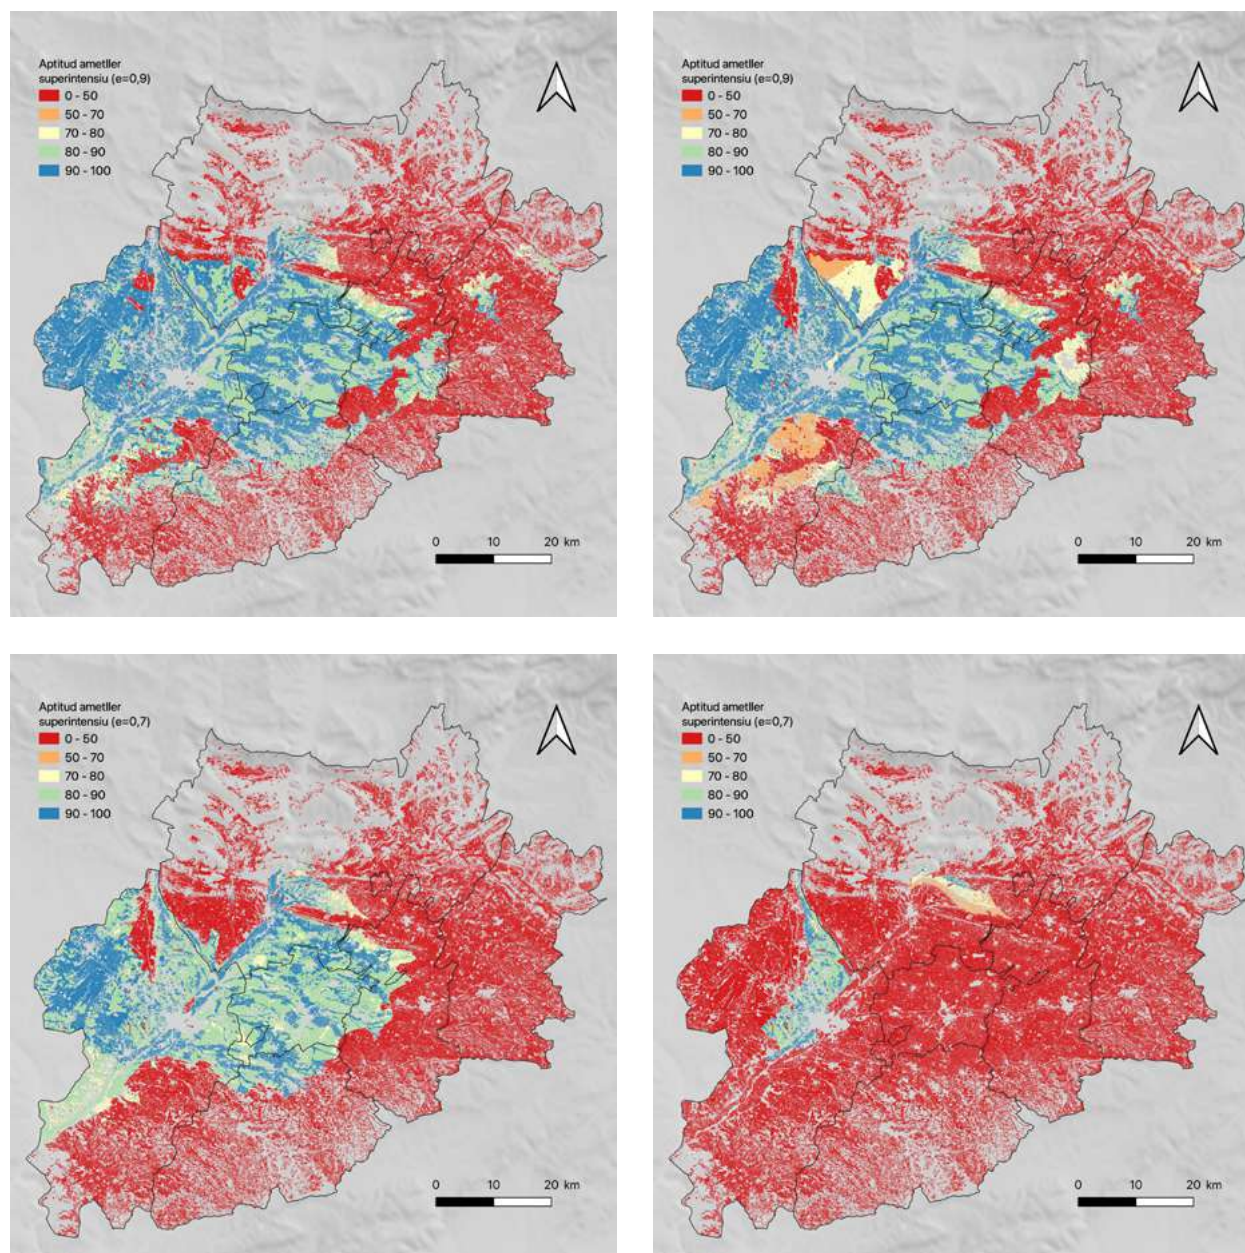 Aptitud ametller
superintensiu (e=0,9)
0 - 50
50 - 70
70 - 80
80 - 90
90 - 100
0 10 20 km
Aptitud ametller
superintensiu (e=0,9)
0 - 50
50 - 70
70 - 80
80 - 90
90 - 100
0 10 20 km
Aptitud ametller
superintensiu (e=0,7)
0 - 50
50 - 70
70 - 80
80 - 90
90 - 100
0 10 20 km
Aptitud ametller
superintensiu (e=0,7)
0 - 50
50 - 70
70 - 80
80 - 90
90 - 100
0 10 20 km